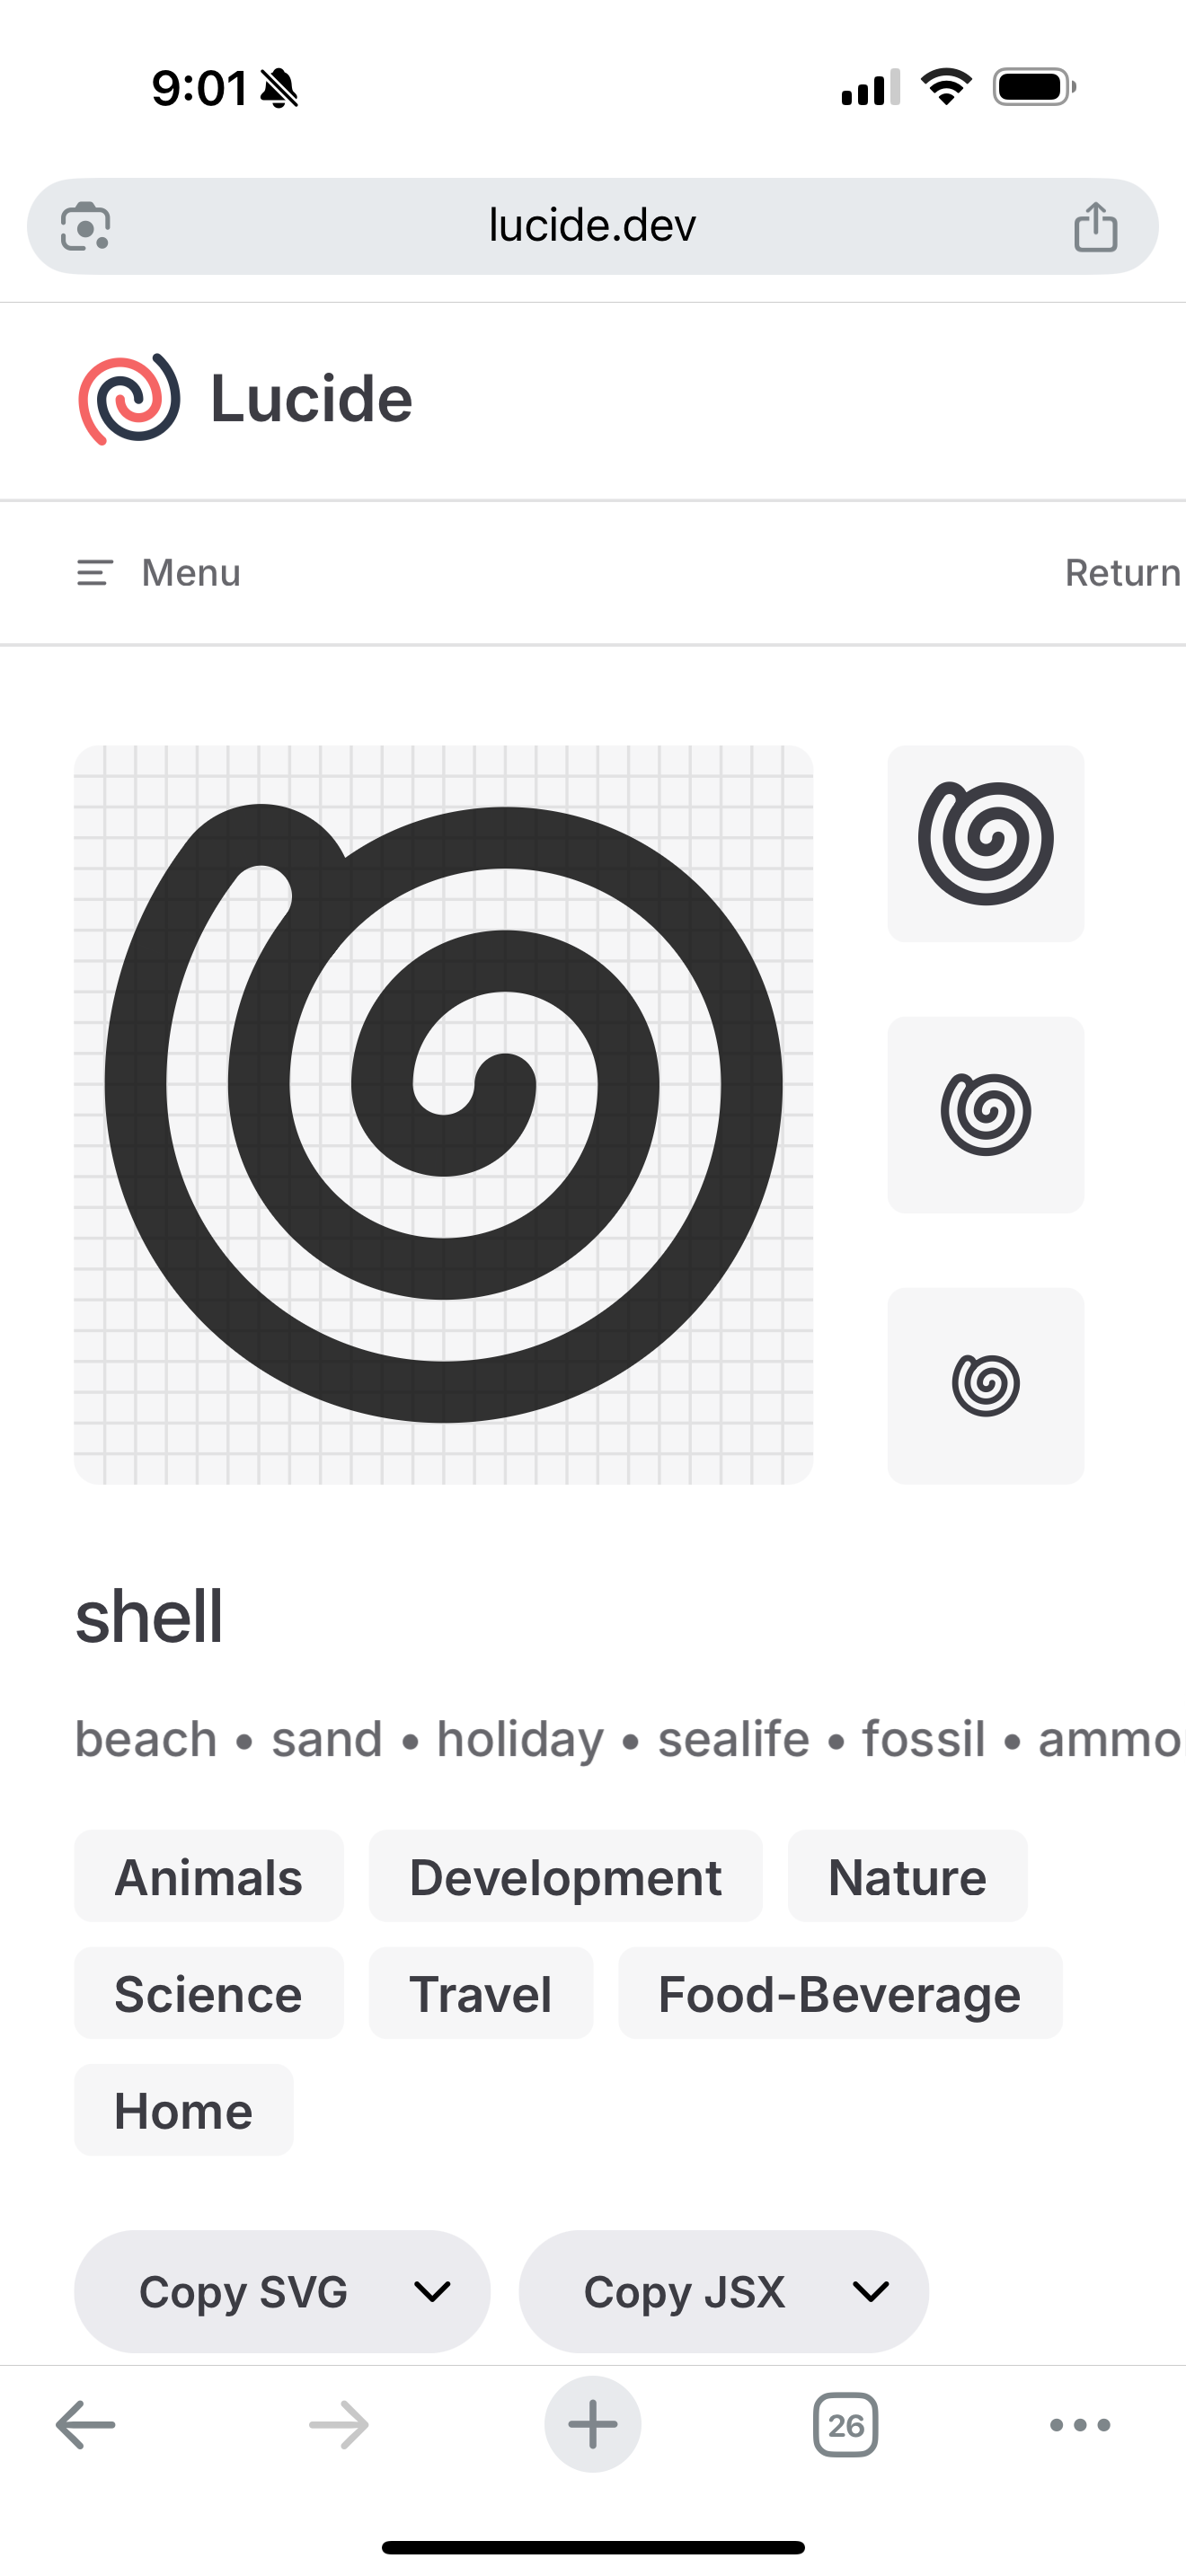 9:01
lucide.dev
Lucide
Menu Return
shell
beach • sand • holiday • sealife • fossil •
Animals Development Nature
Science Travel Food-Beverage
Home
Copy SVG Copy JSX
26